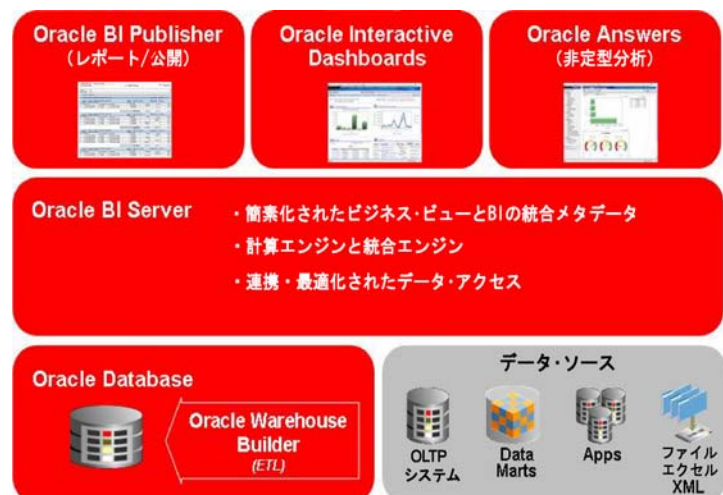 Oracle BI Publisher
（レポート/公開）
Oracle Interactive
Dashboards
Oracle Answers
（非定型分析）
Oracle BI Server
・簡素化されたビジネス・ビューとBIの統合メタデータ
・計算エンジンと統合エンジン
・連携・最適化されたデータ・アクセス
Oracle Database
Oracle Warehouse
Builder
(ETL)
データ・ソース
OLTP
システム
Data
Marts
Apps
ファイル
エクセル
XML